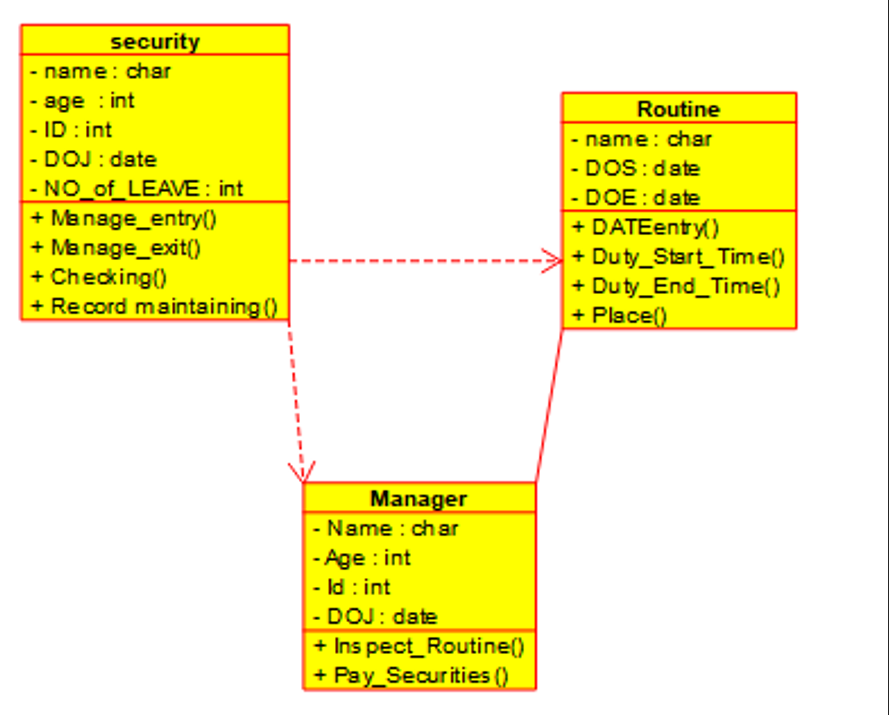 security
- name : char
- age : int
- ID : int
- DOJ : date
- NO_of_LEAVE : int
+ Manage_entry()
+ Manage_exit()
+ Checking()
+ Record maintaining()
Routine
- name : char
- DOS : date
- DOE : date
+ DATEentry()
+ Duty_Start_Time()
+ Duty_End_Time()
+ Place()
Manager
- Name : char
- Age : int
- Id : int
- DOJ : date
+ Inspect_Routine()
+ Pay_Securities()